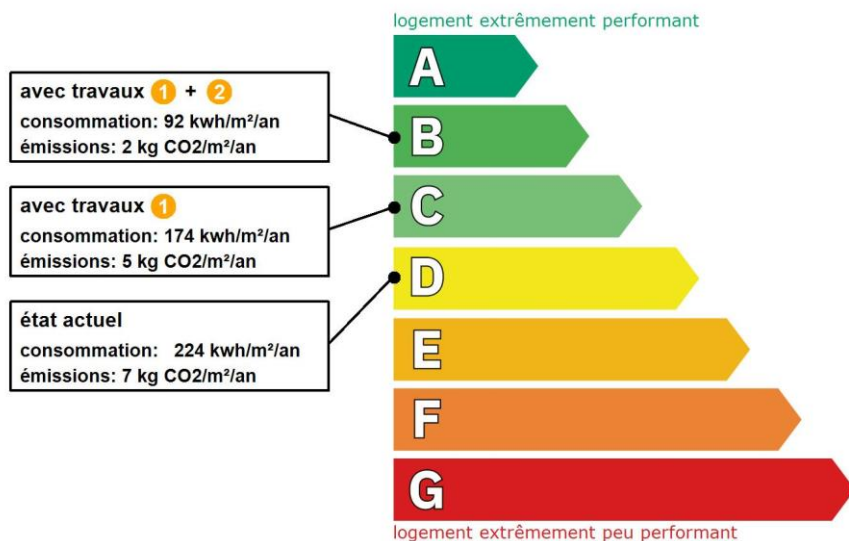 logement extrêmement performant
A
avec travaux 1 + 2
consommation: 92 kwh/m²/an
émissions: 2 kg CO2/m²/an
B
avec travaux 1
consommation: 174 kwh/m²/an
émissions: 5 kg CO2/m²/an
C
D
état actuel
consommation: 224 kwh/m²/an
émissions: 7 kg CO2/m²/an
E
F
G
logement extrêmement peu performant